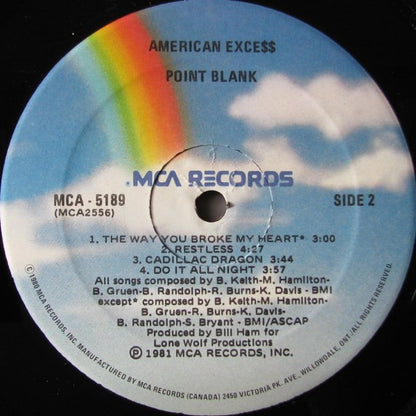 AMERICAN EXCE$$
POINT BLANK
MCA RECORDS
MCA - 5189
(MCA2556)
SIDE 2
1. THE WAY YOU BROKE MY HEART* 3:00
2. RESTLESS 4:27
3. CADILLAC DRAGON 3:44
4. DO IT ALL NIGHT 3:57
All songs composed by B. Keith-M. Hamilton-
B, Gruen-B, Randolph-R, Burns-K. Davis - BMI
except* composed by B, Keith-M, Hamilton-
B, Gruen-R, Burns-K, Davis-
B, Randolph-S, Bryant - BMI/ASCAP
Produced by Bill Ham for
Lone Wolf Productions
Ⓟ 1981 MCA RECORDS, INC.
© 1980 MCA RECORDS, INC. MANUFACTURED BY MCA RECORDS (CANADA) 2450 VICTORIA PK. AVE., WILLOWDALE, ONT./ALL RIGHTS RESERVED.